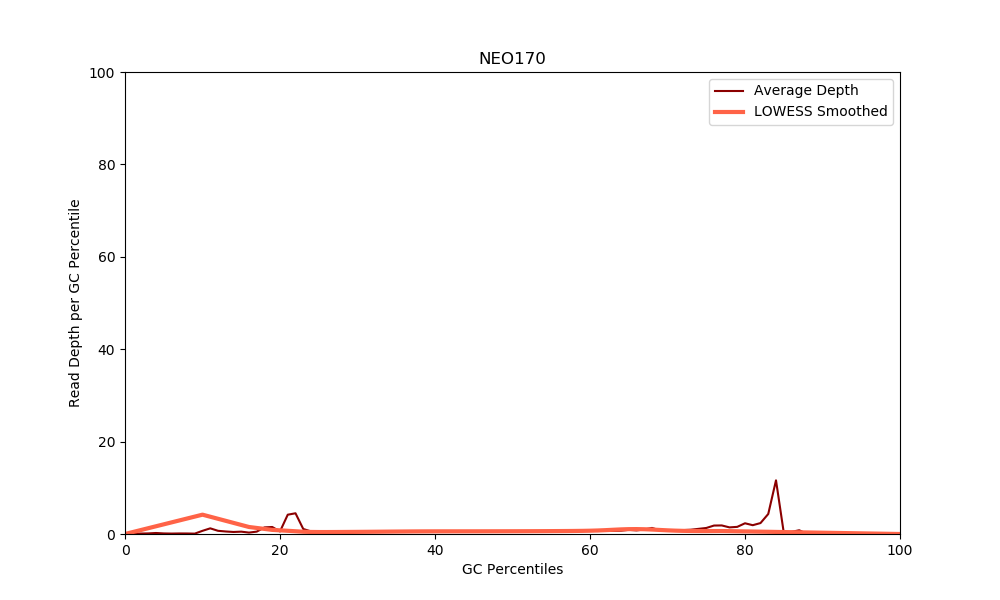 NEO170
Average Depth
LOWESS Smoothed
100
80
60
40
20
0
Read Depth per GC Percentile
0 20 40 60 80 100
GC Percentiles